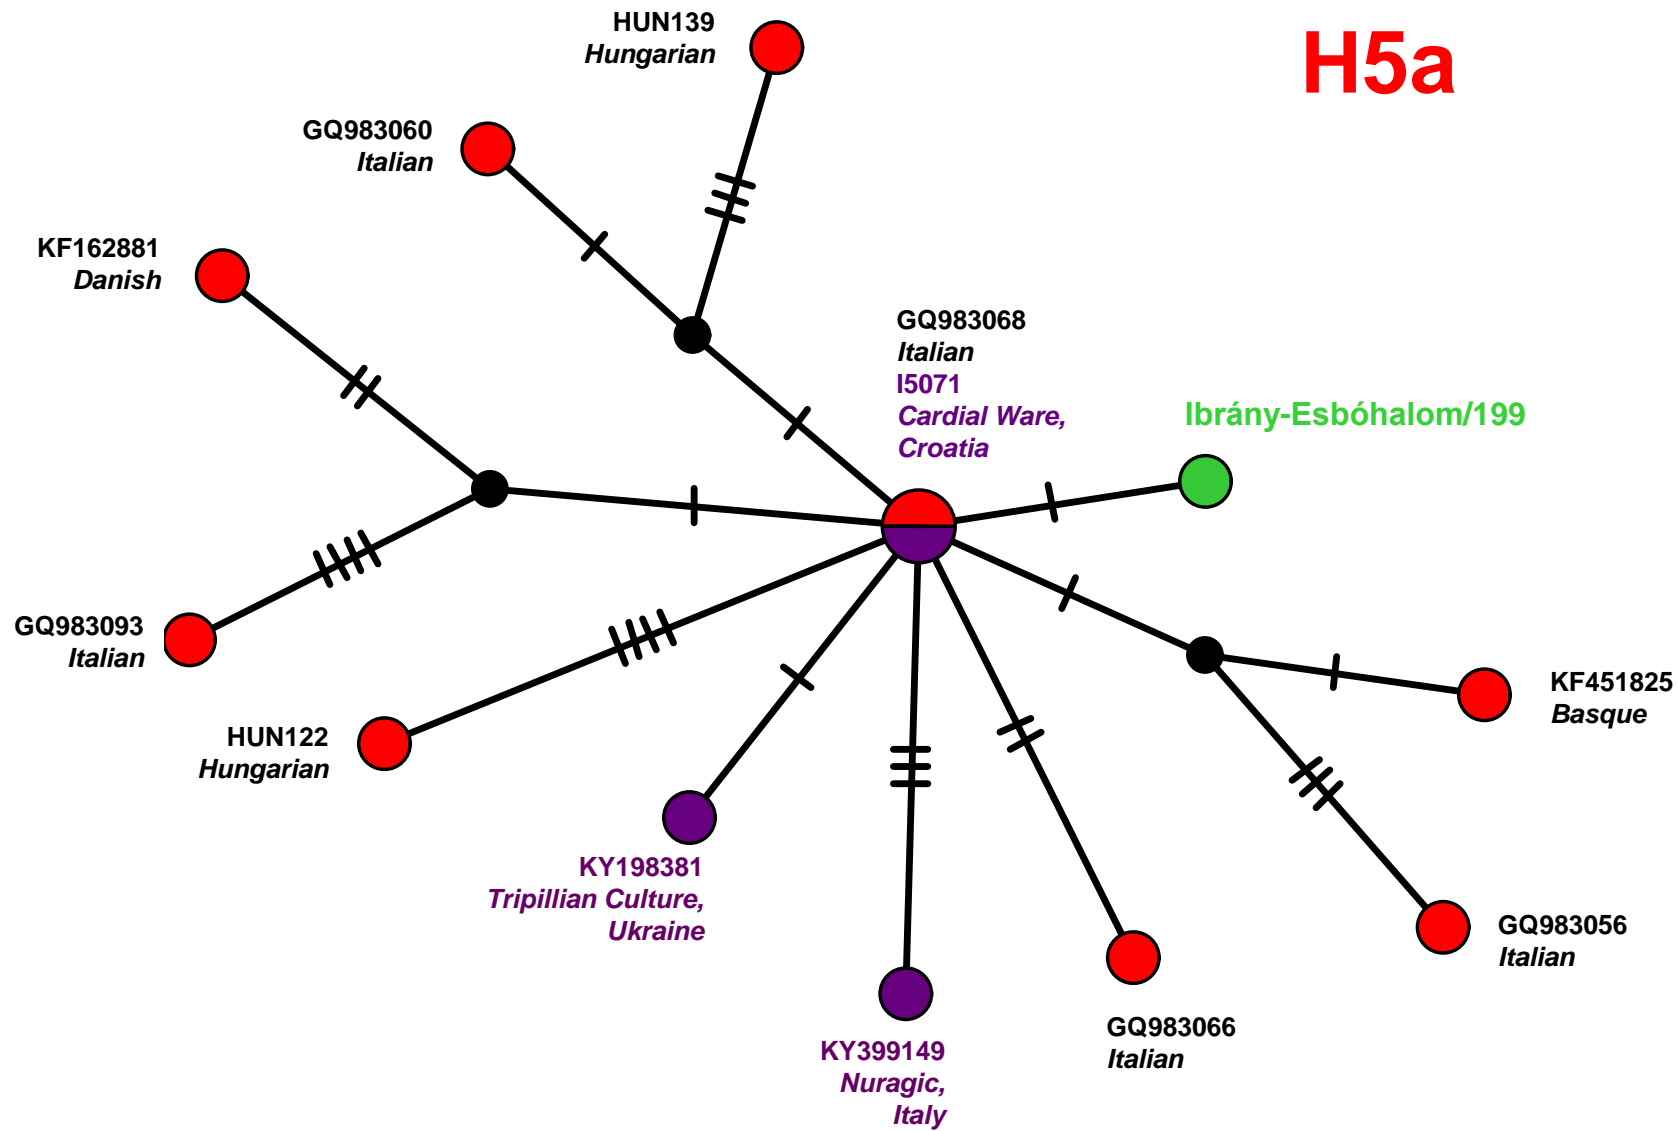 HUN139
Hungarian
H5a
GQ983060
Italian
KF162881
Danish
GQ983068
Italian
I5071
Cardial Ware,
Croatia
Ibrány-Esbóhalom/199
GQ983093
Italian
HUN122
Hungarian
KF451825
Basque
KY198381
Tripillian Culture,
Ukraine
GQ983056
Italian
GQ983066
Italian
KY399149
Nuragic,
Italy